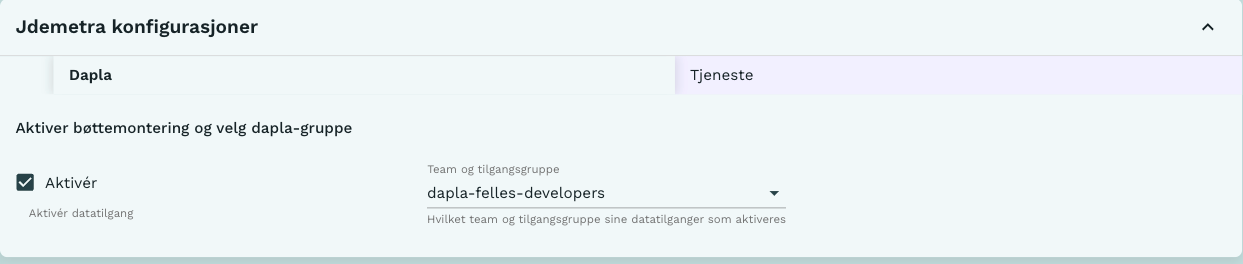 Jdemetra konfigurasjoner
Dapla
Tjeneste
Aktiver bøttemontering og velg dapla-gruppe
Aktivér
Aktivér datatilgang
Team og tilgangsgruppe
dapla-felles-developers
Hvilket team og tilgangsgruppe sine datatilganger som aktiveres